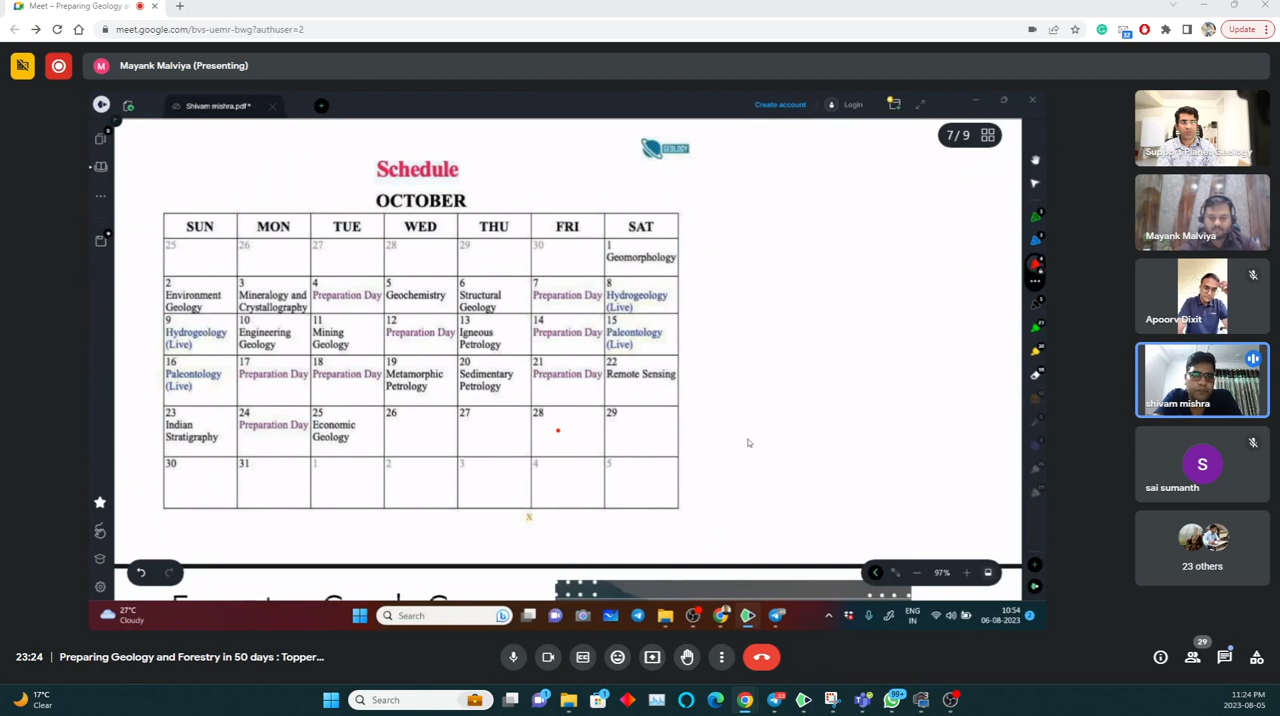 Meet – Preparing Geology a
meet.google.com/bvs-uemr-bwg?authuser=2
32
Update
M
Mayank Malviya (Presenting)
Shivam mishra.pdf*
Create account
Login
7/9
GEOLOGY
Schedule
OCTOBER
SUN MON TUE WED THU FRI SAT
25 26 27 28 29 30 1
Geomorphology
2 3 4 5 6 7 8
Environment Mineralogy and Preparation Day Geochemistry Structural Preparation Day Hydrogeology
Geology Crystallography Geology (Live)
9 10 11 12 13 14 15
Hydrogeology Engineering Mining Preparation Day Igneous Preparation Day Paleontology
(Live) Geology Geology Petrology (Live)
16 17 18 19 20 21 22
Paleontology Preparation Day Preparation Day Metamorphic Sedimentary Preparation Day Remote Sensing
(Live) Petrology Petrology
23 24 25 26 27 28 29
Indian Preparation Day Economic
Stratigraphy Geology
30 31 1 2 3 4 5
x
97%
27°C
Cloudy
Search
ENG
IN
10:54
06-08-2023
Support Planet Geology
Mayank Malviya
Apoorv Dixit
shivam mishra
S
sai sumanth
23 others
23:24 Preparing Geology and Forestry in 50 days : Topper...
29
17°C
Clear
Search
99+
11:24 PM
2023-08-05